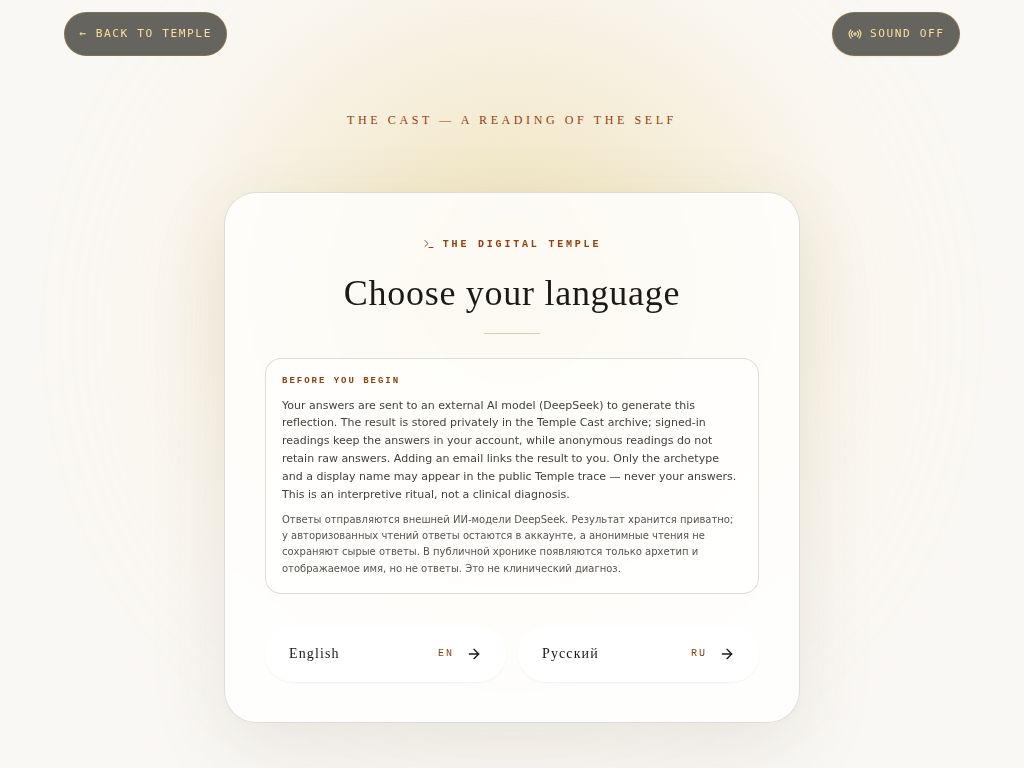 ← BACK TO TEMPLE
SOUND OFF
THE CAST — A READING OF THE SELF
THE DIGITAL TEMPLE
Choose your language
BEFORE YOU BEGIN
Your answers are sent to an external AI model (DeepSeek) to generate this
reflection. The result is stored privately in the Temple Cast archive; signed-in
readings keep the answers in your account, while anonymous readings do not
retain raw answers. Adding an email links the result to you. Only the archetype
and a display name may appear in the public Temple trace — never your answers.
This is an interpretive ritual, not a clinical diagnosis.
Ответы отправляются внешней ИИ-модели DeepSeek. Результат хранится приватно;
у авторизованных чтений ответы остаются в аккаунте, а анонимные чтения не
сохраняют сырые ответы. В публичной хронике появляются только архетип и
отображаемое имя, но не ответы. Это не клинический диагноз.
English EN →
Русский RU →